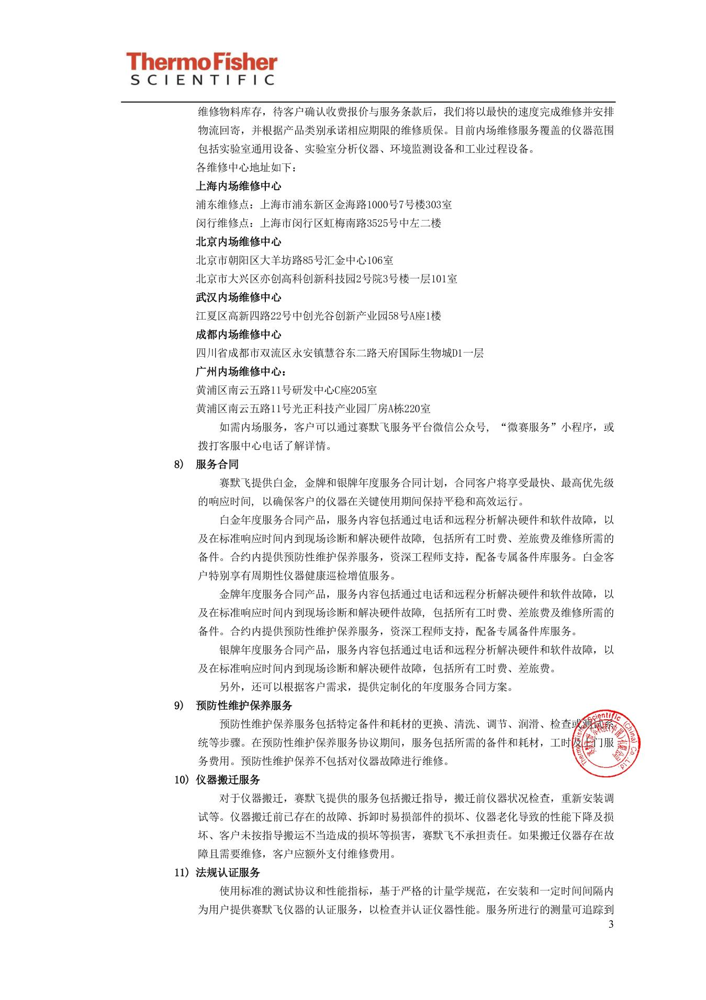 ThermoFisher
SCIENTIFIC
维修物料库存，待客户确认收费报价与服务条款后，我们将以最快的速度完成维修并安排
物流回寄，并根据产品类别承诺相应期限的维修质保。目前内场维修服务覆盖的仪器范围
包括实验室通用设备、实验室分析仪器、环境监测设备和工业过程设备。
各维修中心地址如下：
上海内场维修中心
浦东维修点：上海市浦东新区金海路1000号7号楼303室
闵行维修点：上海市闵行区虹梅南路3525号中左二楼
北京内场维修中心
北京市朝阳区大羊坊路85号汇金中心106室
北京市大兴区亦创高科创新科技园2号院3号楼一层101室
武汉内场维修中心
江夏区高新四路22号中创光谷创新产业园58号A座1楼
成都内场维修中心
四川省成都市双流区永安镇慧谷东二路天府国际生物城D1一层
广州内场维修中心：
黄浦区南云五路11号研发中心C座205室
黄浦区南云五路11号光正科技产业园厂房A栋220室
如需内场服务，客户可以通过赛默飞服务平台微信公众号，“微赛服务”小程序，或
拨打客服中心电话了解详情。
8) 服务合同
赛默飞提供白金, 金牌和银牌年度服务合同计划，合同客户将享受最快、最高优先级
的响应时间, 以确保客户的仪器在关键使用期间保持平稳和高效运行。
白金年度服务合同产品，服务内容包括通过电话和远程分析解决硬件和软件故障，以
及在标准响应时间内到现场诊断和解决硬件故障, 包括所有工时费、差旅费及维修所需的
备件。合约内提供预防性维护保养服务，资深工程师支持，配备专属备件库服务。白金客
户特别享有周期性仪器健康巡检增值服务。
金牌年度服务合同产品，服务内容包括通过电话和远程分析解决硬件和软件故障，以
及在标准响应时间内到现场诊断和解决硬件故障, 包括所有工时费、差旅费及维修所需的
备件。合约内提供预防性维护保养服务，资深工程师支持，配备专属备件库服务。
银牌年度服务合同产品，服务内容包括通过电话和远程分析解决硬件和软件故障，以
及在标准响应时间内到现场诊断和解决硬件故障，包括所有工时费、差旅费。
另外，还可以根据客户需求，提供定制化的年度服务合同方案。
9) 预防性维护保养服务
预防性维护保养服务包括特定备件和耗材的更换、清洗、调节、润滑、检查或测试系
统等步骤。在预防性维护保养服务协议期间，服务包括所需的备件和耗材，工时及上门服
务费用。预防性维护保养不包括对仪器故障进行维修。
Thermo Fisher Scientific (China) Co.,Ltd.
赛默飞世尔科技(中国)有限公司
10) 仪器搬迁服务
对于仪器搬迁，赛默飞提供的服务包括搬迁指导，搬迁前仪器状况检查，重新安装调
试等。仪器搬迁前已存在的故障、拆卸时易损部件的损坏、仪器老化导致的性能下降及损
坏、客户未按指导搬运不当造成的损坏等损害，赛默飞不承担责任。如果搬迁仪器存在故
障且需要维修，客户应额外支付维修费用。
11) 法规认证服务
使用标准的测试协议和性能指标，基于严格的计量学规范，在安装和一定时间间隔内
为用户提供赛默飞仪器的认证服务，以检查并认证仪器性能。服务所进行的测量可追踪到
3